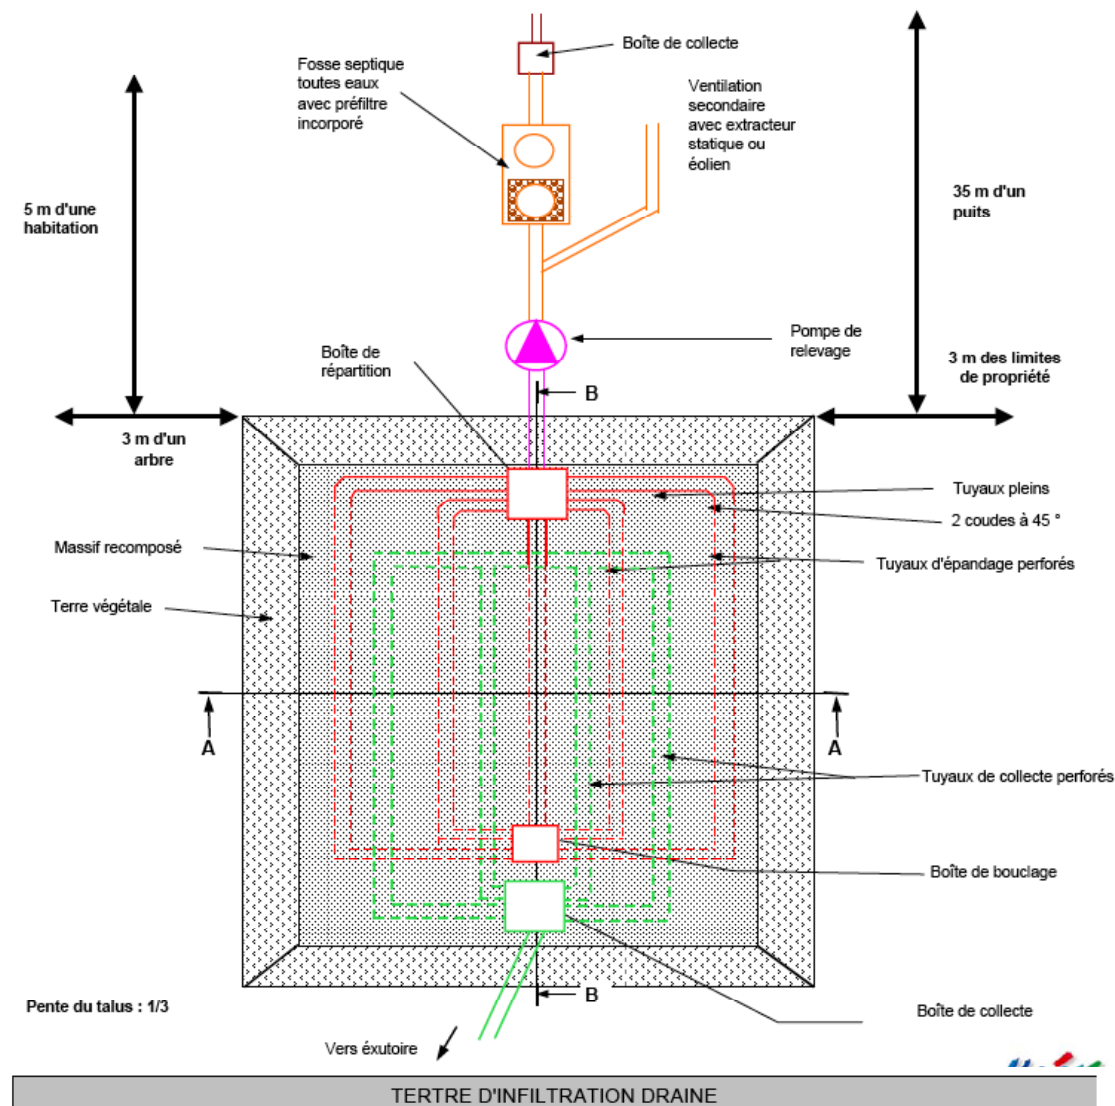 Boîte de collecte
Fosse septique
toutes eaux
avec préfiltre
incorporé
Ventilation
secondaire
avec extracteur
statique ou
éolien
5 m d'une
habitation
35 m d'un
puits
Pompe de
relevage
Boîte de
répartition
3 m des limites
de propriété
B
3 m d'un
arbre
Tuyaux pleins
2 coudes à 45 °
Massif recomposé
Tuyaux d'épandage perforés
Terre végétale
A
A
Tuyaux de collecte perforés
Boîte de bouclage
B
Pente du talus : 1/3
Boîte de collecte
Vers éxutoire
TERTRE D'INFILTRATION DRAINE